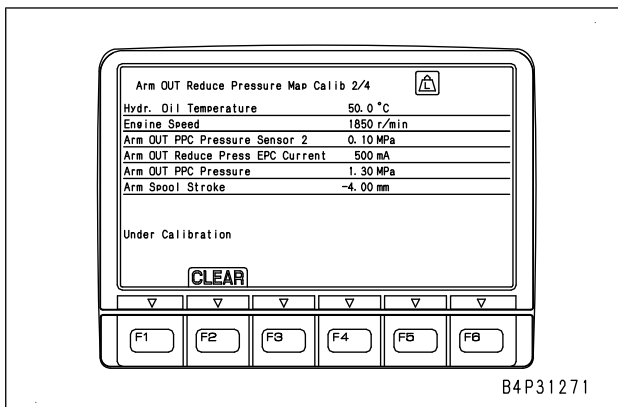 Arm OUT Reduce Pressure Map Calib 2/4 L
Hydr. Oil Temperature 50.0 °C
Engine Speed 1850 r/min
Arm OUT PPC Pressure Sensor 2 0.10 MPa
Arm OUT Reduce Press EPC Current 500 mA
Arm OUT PPC Pressure 1.30 MPa
Arm Spool Stroke -4.00 mm
Under Calibration
CLEAR
F1 F2 F3 F4 F5 F6
B4P31271